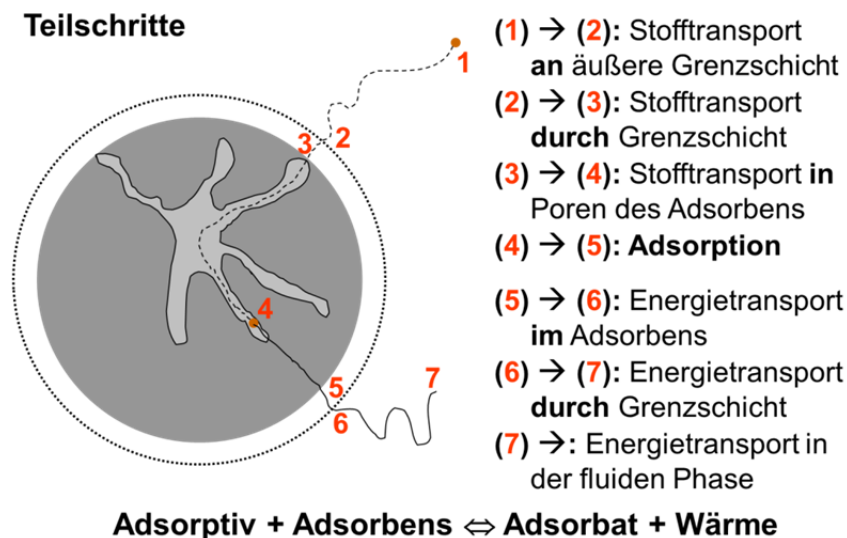 Teilschritte
1
2
3
4
5
6
7
(1) → (2): Stofftransport
an äußere Grenzschicht
(2) → (3): Stofftransport
durch Grenzschicht
(3) → (4): Stofftransport in
Poren des Adsorbens
(4) → (5): Adsorption
(5) → (6): Energietransport
im Adsorbens
(6) → (7): Energietransport
durch Grenzschicht
(7) →: Energietransport in
der fluiden Phase
Adsorptiv + Adsorbens ⇔ Adsorbat + Wärme